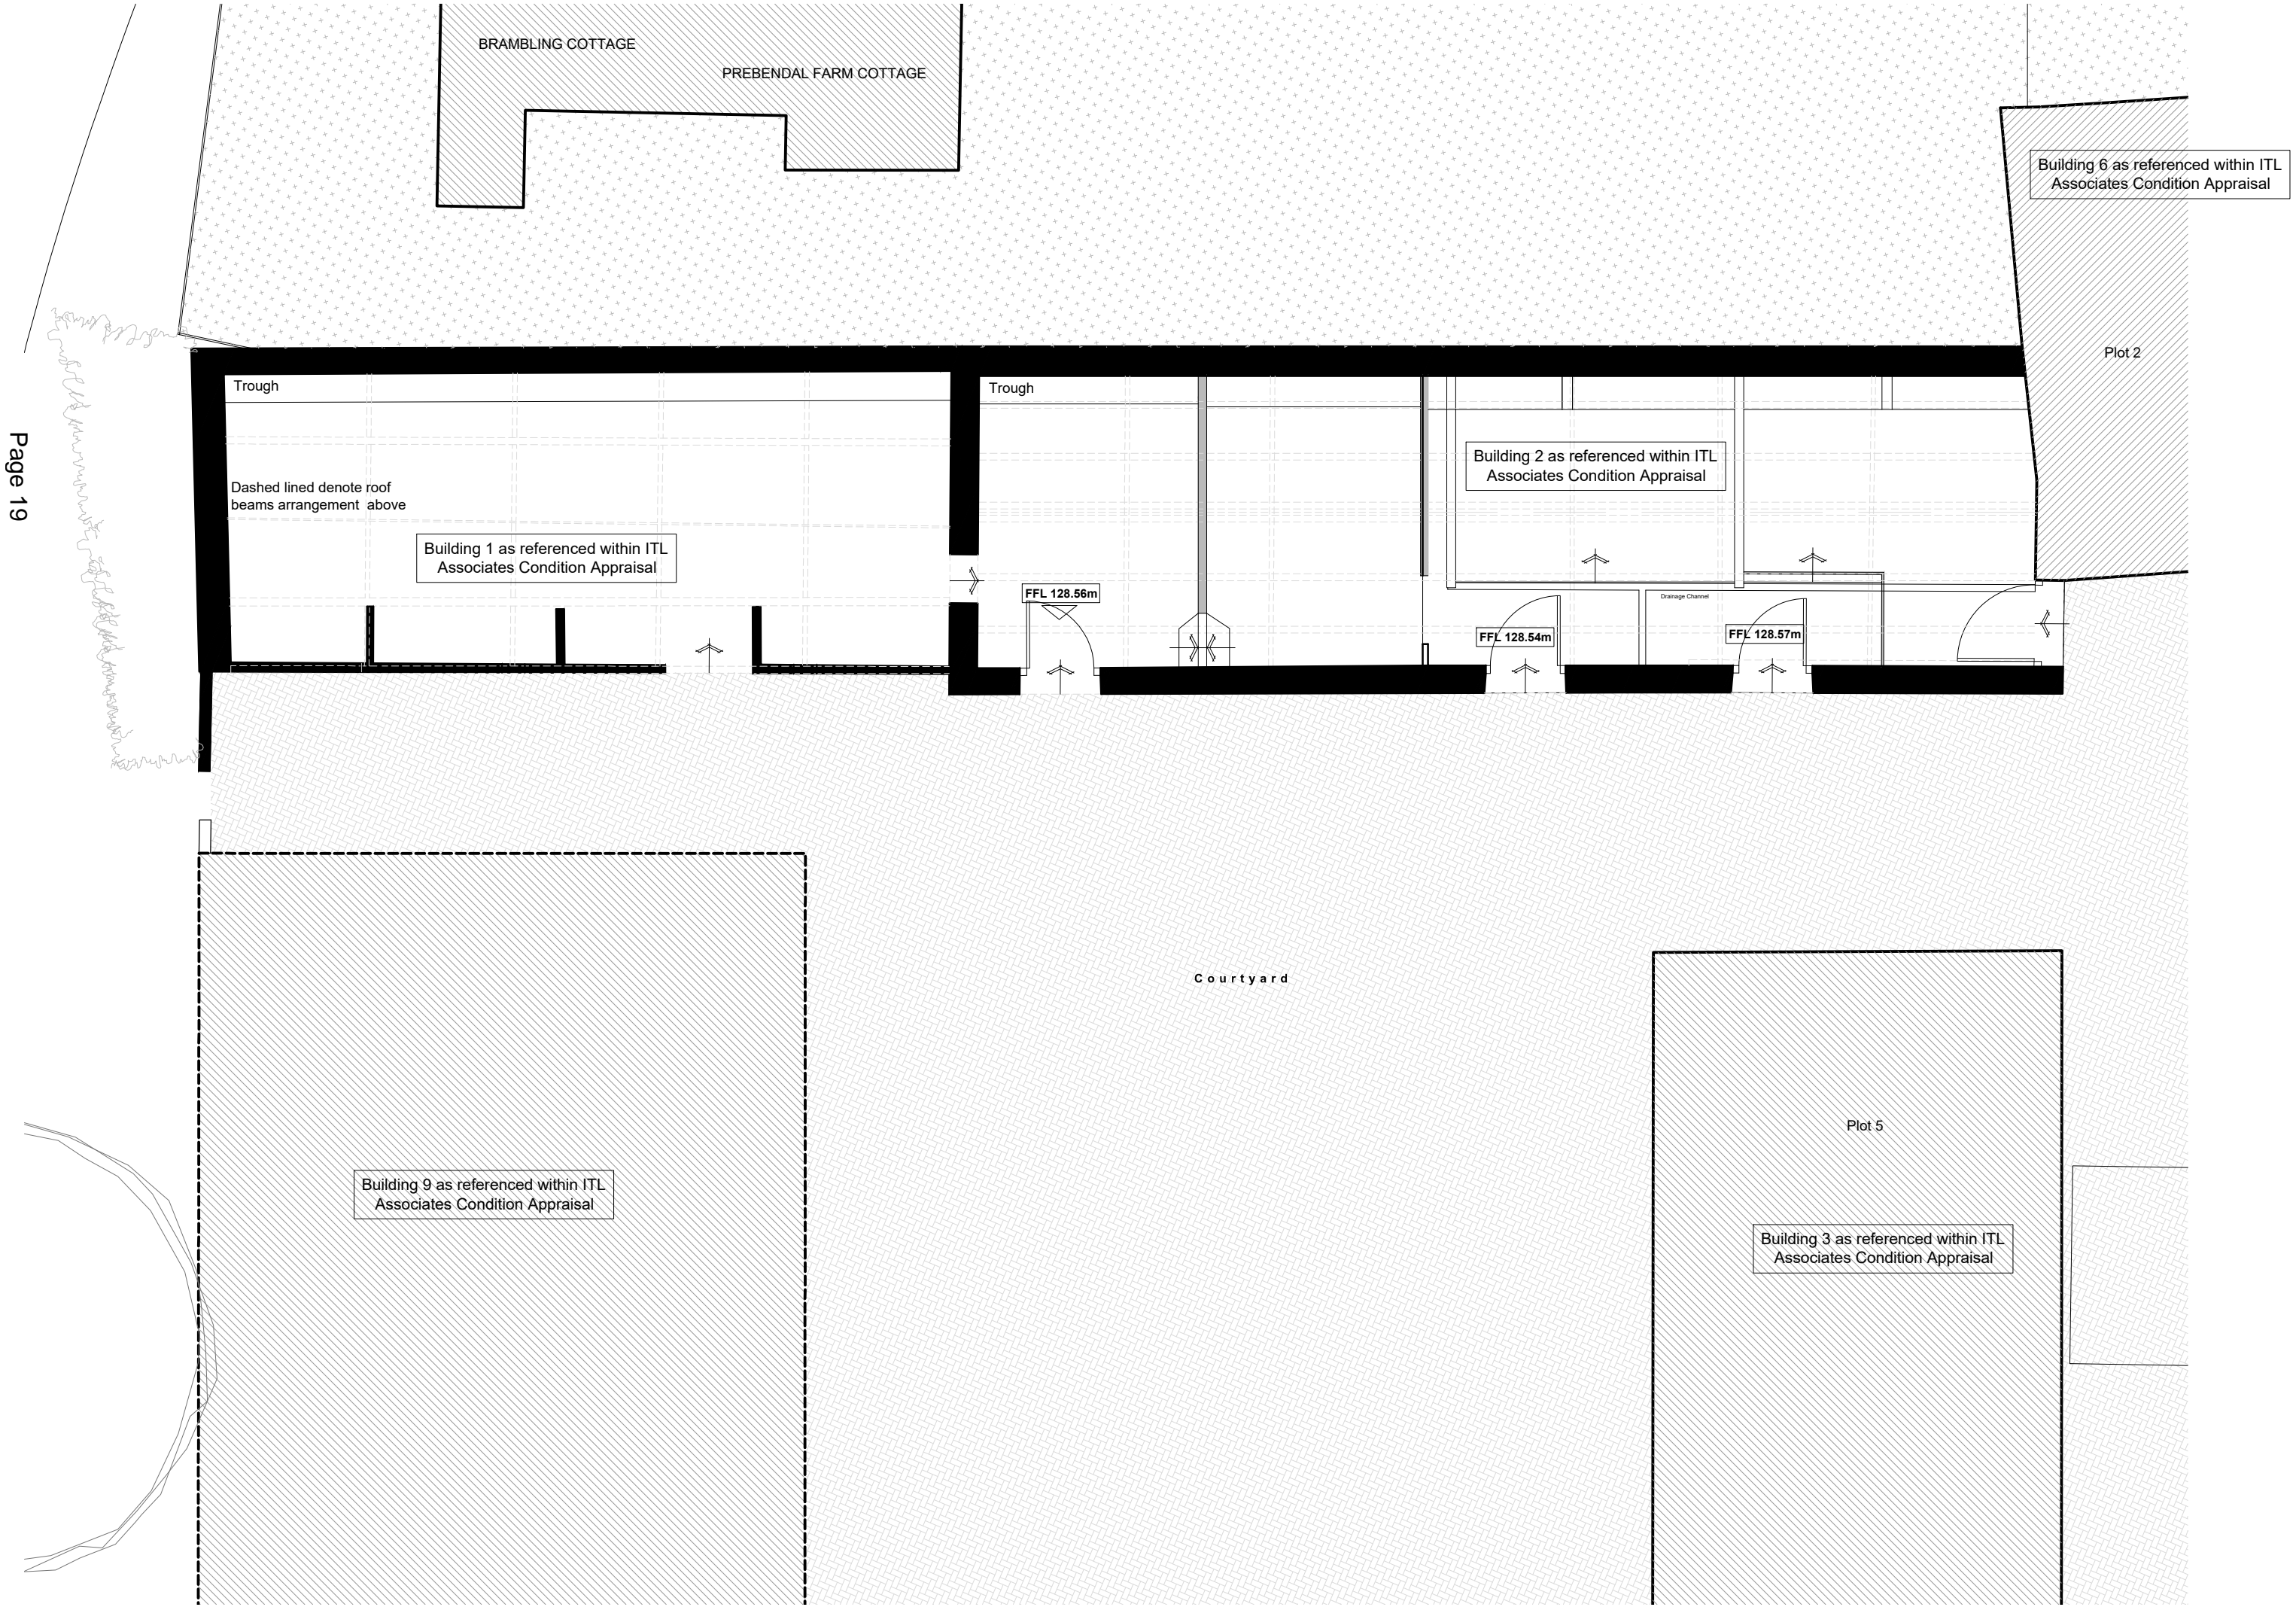 BRAMBLING COTTAGE
PREBENDAL FARM COTTAGE
Building 6 as referenced within ITL
Associates Condition Appraisal
Plot 2
Trough
Trough
Page 19
Dashed lined denote roof
beams arrangement above
Building 2 as referenced within ITL
Associates Condition Appraisal
Building 1 as referenced within ITL
Associates Condition Appraisal
FFL 128.56m
Drainage Channel
FFL 128.54m
FFL 128.57m
Courtyard
Plot 5
Building 9 as referenced within ITL
Associates Condition Appraisal
Building 3 as referenced within ITL
Associates Condition Appraisal